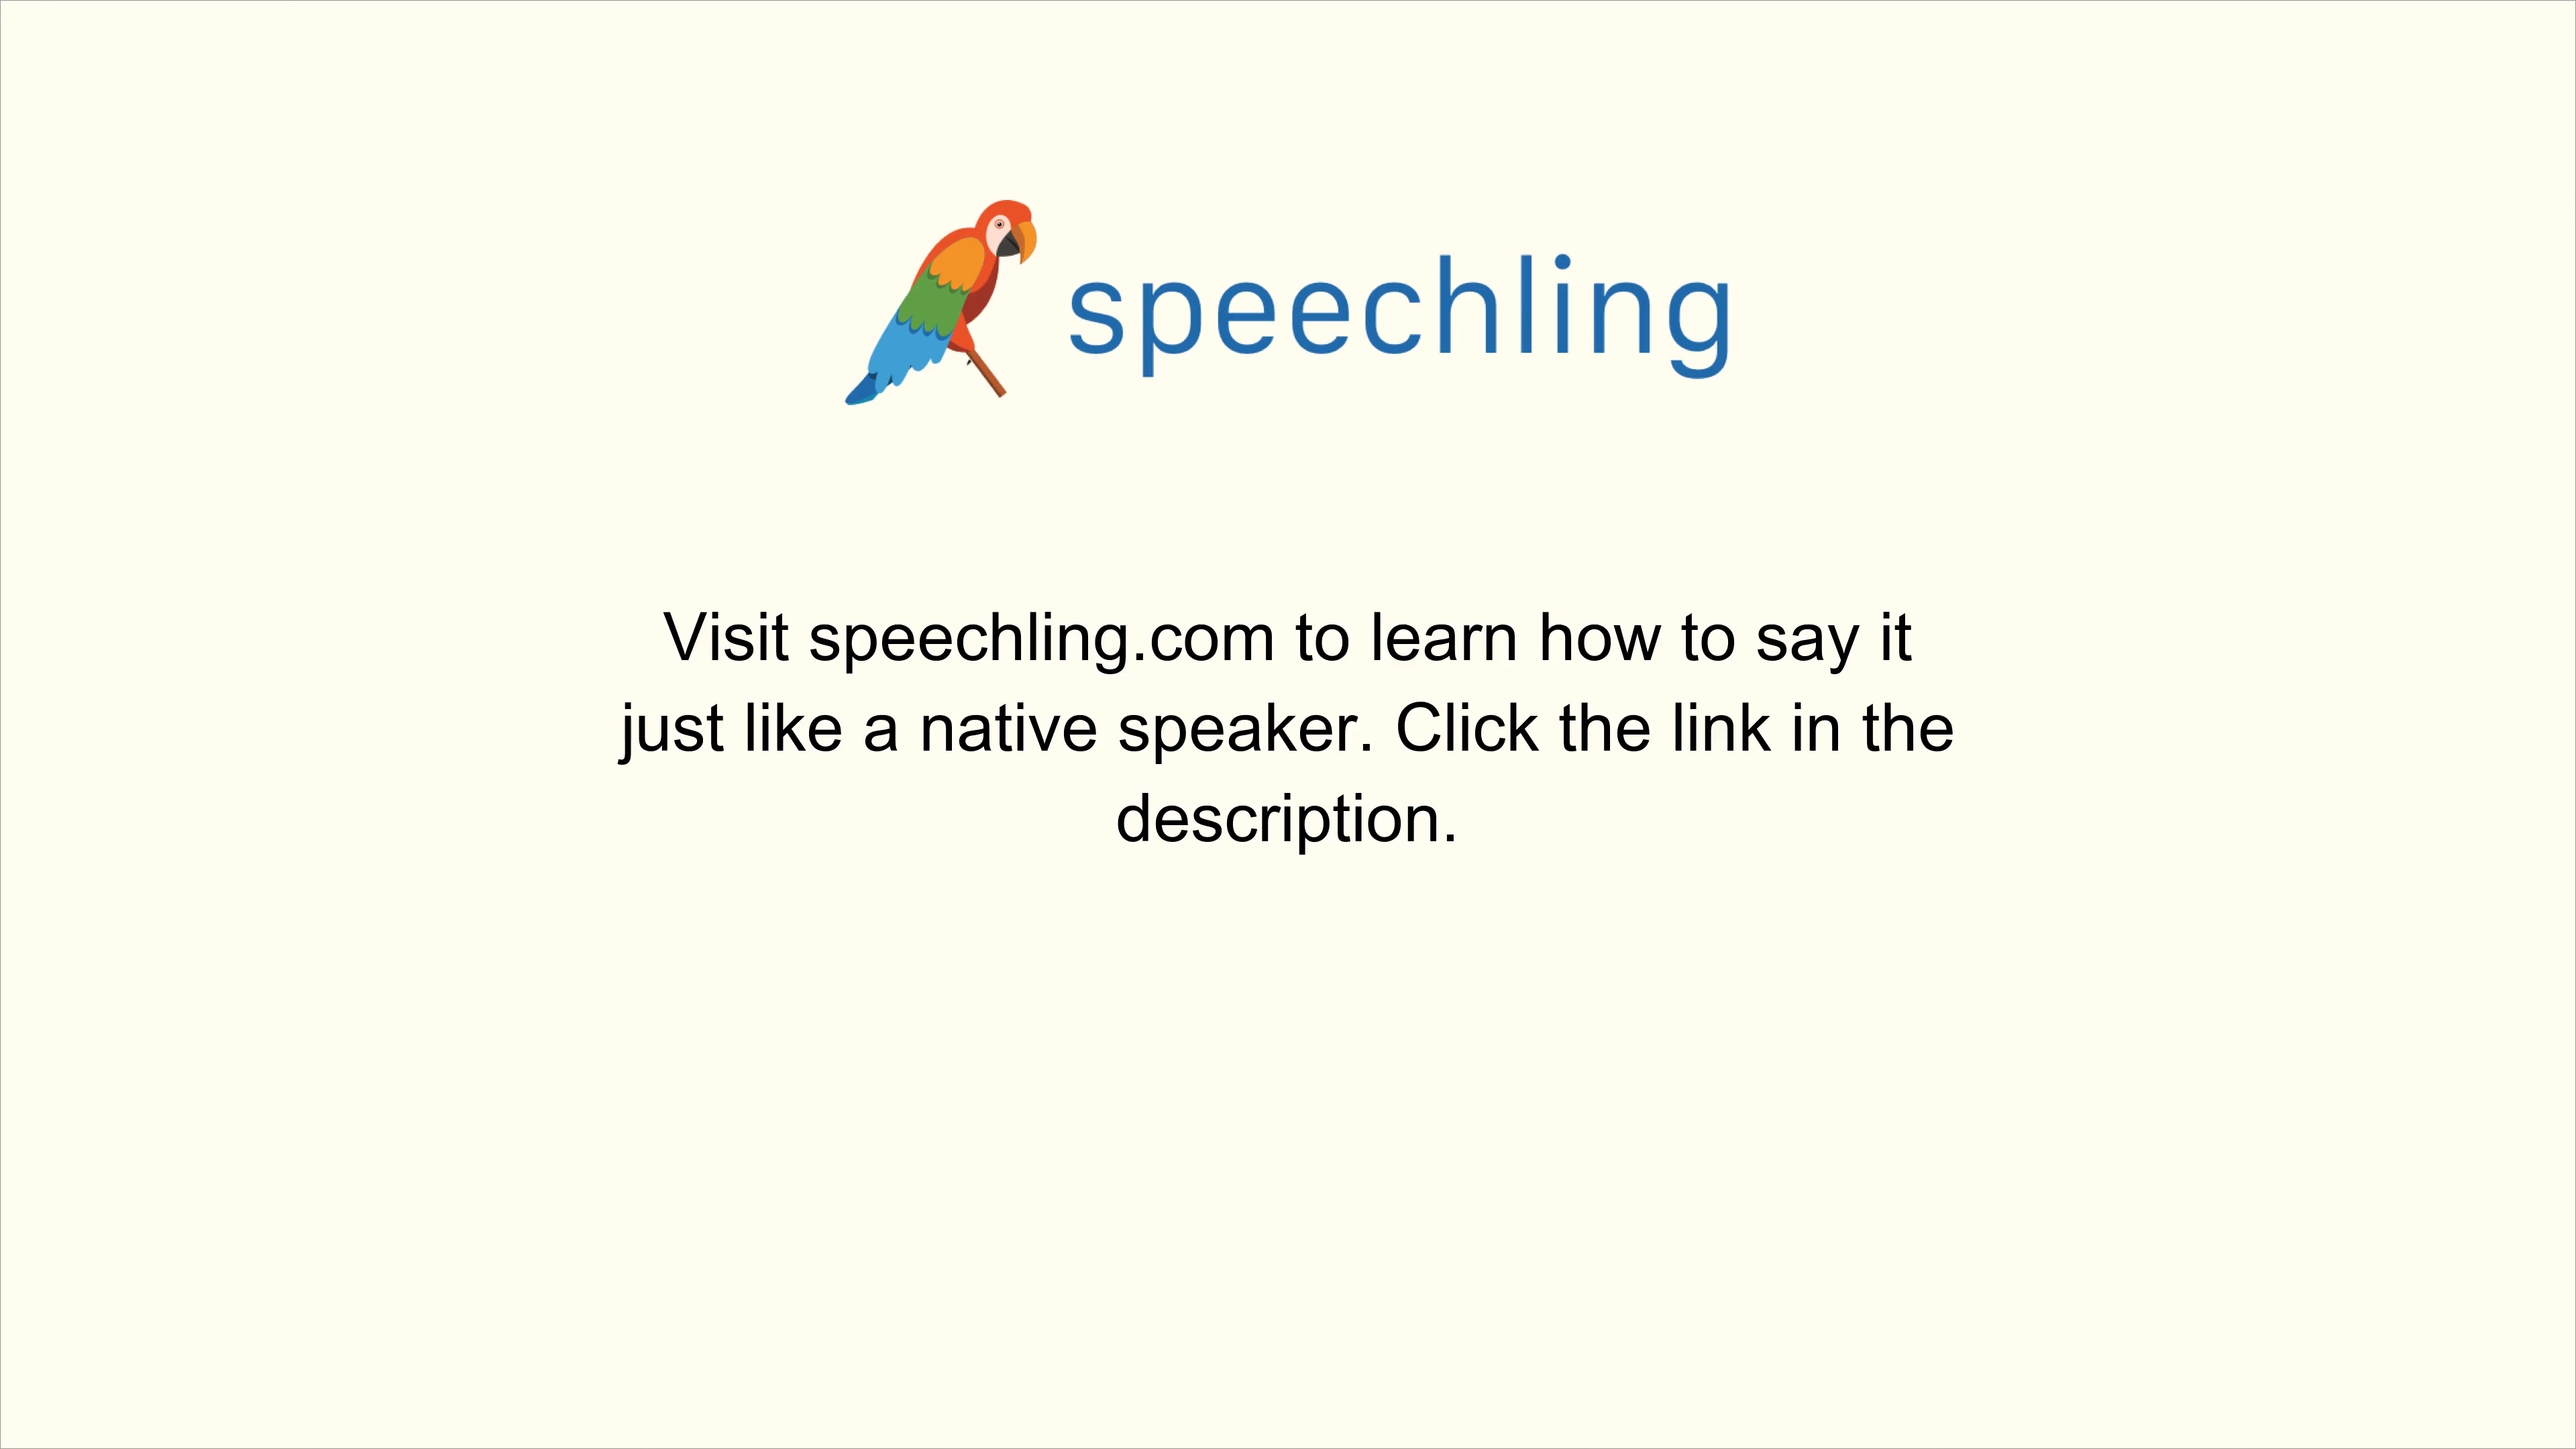 speechling
Visit speechling.com to learn how to say it
just like a native speaker. Click the link in the
description.